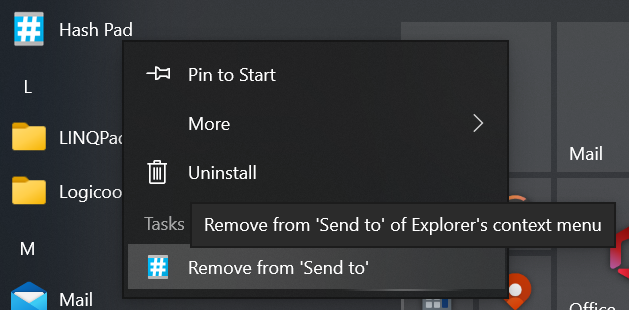 Hash Pad
Pin to Start
L
More
LINQPad
Mail
Uninstall
Logicoo
Tasks
Remove from 'Send to' of Explorer's context menu
M
Remove from 'Send to'
Mail
Office